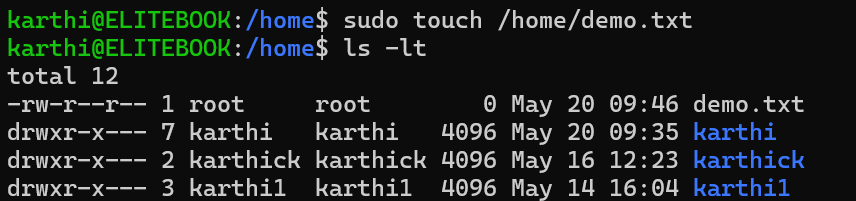 karthi@ELITEBOOK:/home$ sudo touch /home/demo.txt
karthi@ELITEBOOK:/home$ ls -lt
total 12
-rw-r--r-- 1 root     root        0 May 20 09:46 demo.txt
drwxr-x--- 7 karthi   karthi   4096 May 20 09:35 karthi
drwxr-x--- 2 karthick karthick 4096 May 16 12:23 karthick
drwxr-x--- 3 karthi1  karthi1  4096 May 14 16:04 karthi1